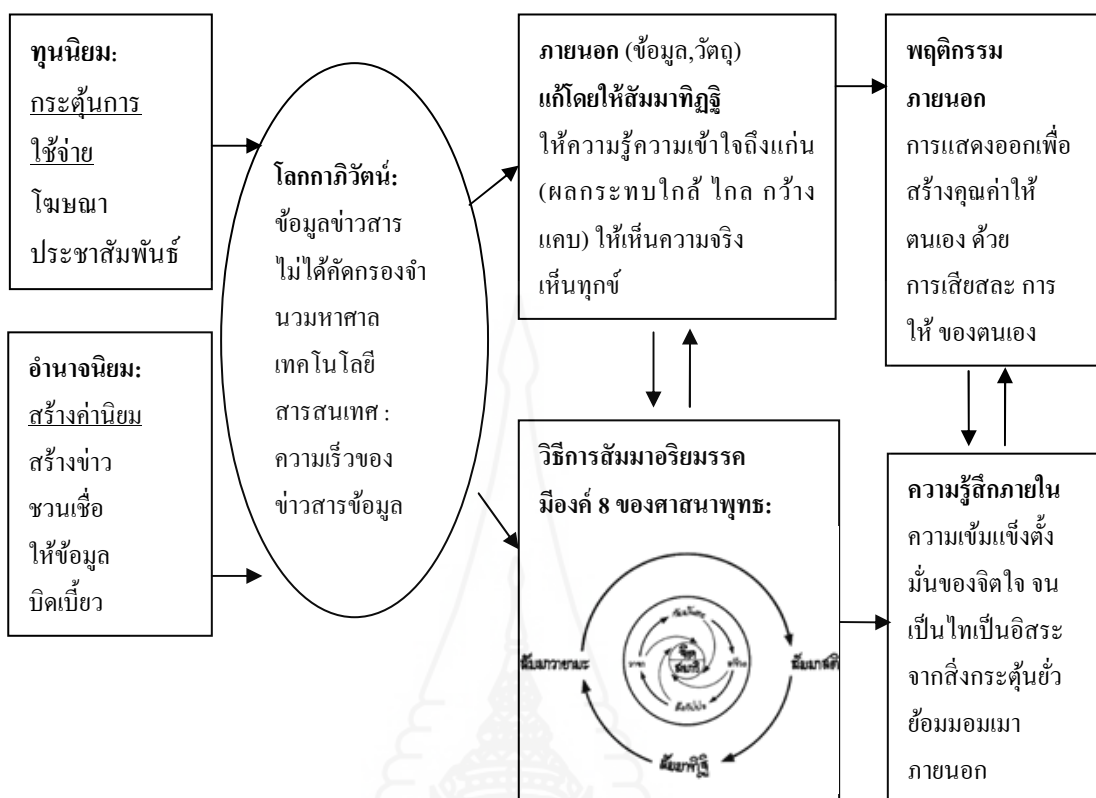 ทุนนิยม:
กระตุ้นการ
ใช้จ่าย
โฆษณา
ประชาสัมพันธ์
อำนาจนิยม:
สร้างค่านิยม
สร้างข่าว
ชวนเชื่อ
ให้ข้อมูล
บิดเบี้ยว
โลกกาภิวัตน์:
ข้อมูลข่าวสาร
ไม่ได้คัดกรองจำ
นวมหาศาล
เทคโนโลยี
สารสนเทศ :
ความเร็วของ
ข่าวสารข้อมูล
ภายนอก (ข้อมูล,วัตถุ)
แก้โดยให้สัมมาทิฏฐิ
ให้ความรู้ความเข้าใจถึงแก่น
(ผลกระทบใกล้ ไกล กว้าง
แคบ) ให้เห็นความจริง
เห็นทุกข์
วิธีการสัมมาอริยมรรค
มีองค์ 8 ของศาสนาพุทธ:
สัมมาวายามะ
สัมมาสติ
สัมมาทิฏฐิ
พฤติกรรม
ภายนอก
การแสดงออกเพื่อ
สร้างคุณค่าให้
ตนเอง ด้วย
การเสียสละ การ
ให้ ของตนเอง
ความรู้สึกภายใน
ความเข้มแข็งตั้ง
มั่นของจิตใจ จน
เป็นไทเป็นอิสระ
จากสิ่งกระตุ้นยั่ว
ย้อมมอมเมา
ภายนอก